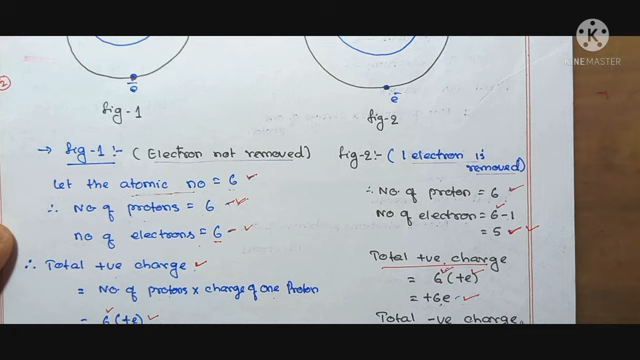 KINEMASTER
2
e
e
fig-1
fig-2
→ fig-1:- (Electron not removed)
Let the atomic no = 6
∴ No of protons = 6
no of electrons = 6
∴ Total +ve charge
= No of protons x charge of one Proton
= 6 (+e)
fig-2:- (1 electron is
removed)
∴ No of proton = 6
No of electron = 6-1
= 5
Total +ve charge
= 6 (+e)
= +6e
Total -ve charge